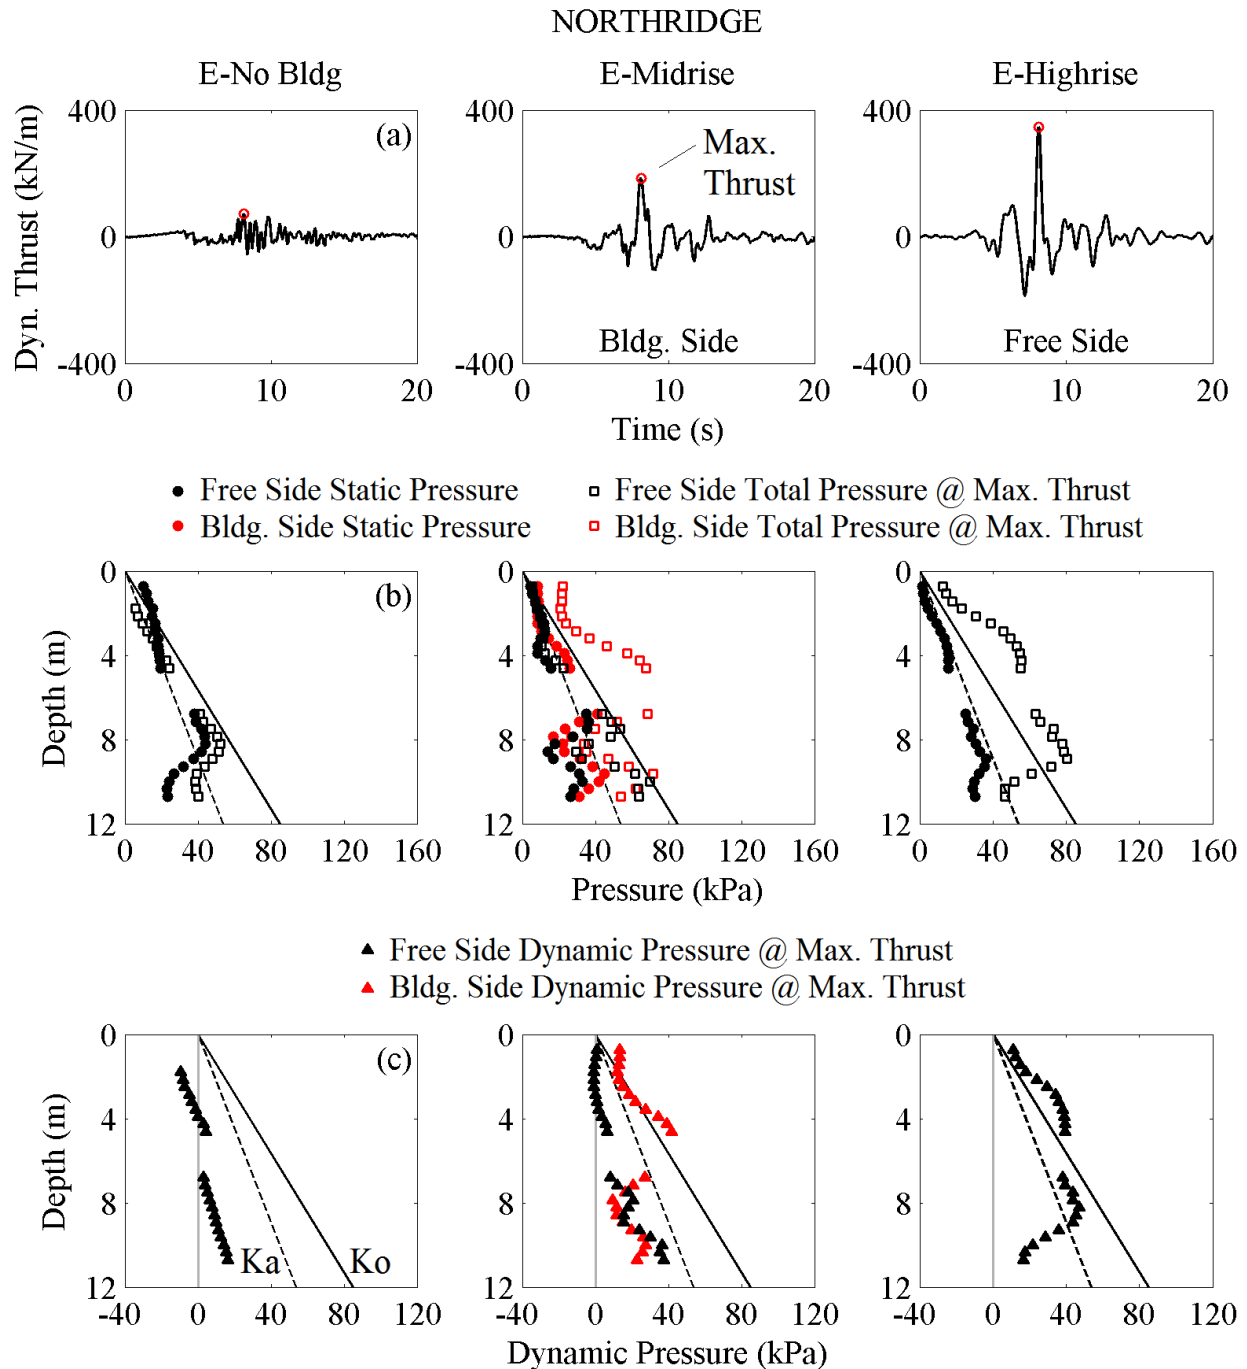 NORTHRIDGE
E-No Bldg E-Midrise E-Highrise
400 400 400
(a) Max. Thrust
Dyn. Thrust (kN/m)
0 0 0
Bldg. Side Free Side
-400 -400 -400
0 10 20 0 10 20 0 10 20
Time (s)
Free Side Static Pressure Free Side Total Pressure @ Max. Thrust
Bldg. Side Static Pressure Bldg. Side Total Pressure @ Max. Thrust
0 0 0
(b)
4 4 4
Depth (m)
8 8 8
12 12 12
0 40 80 120 160 0 40 80 120 160 0 40 80 120 160
Pressure (kPa)
Free Side Dynamic Pressure @ Max. Thrust
Bldg. Side Dynamic Pressure @ Max. Thrust
0 0 0
(c)
4 4 4
Depth (m)
8 8 8
Ka Ko
12 12 12
-40 0 40 80 120 -40 0 40 80 120 -40 0 40 80 120
Dynamic Pressure (kPa)